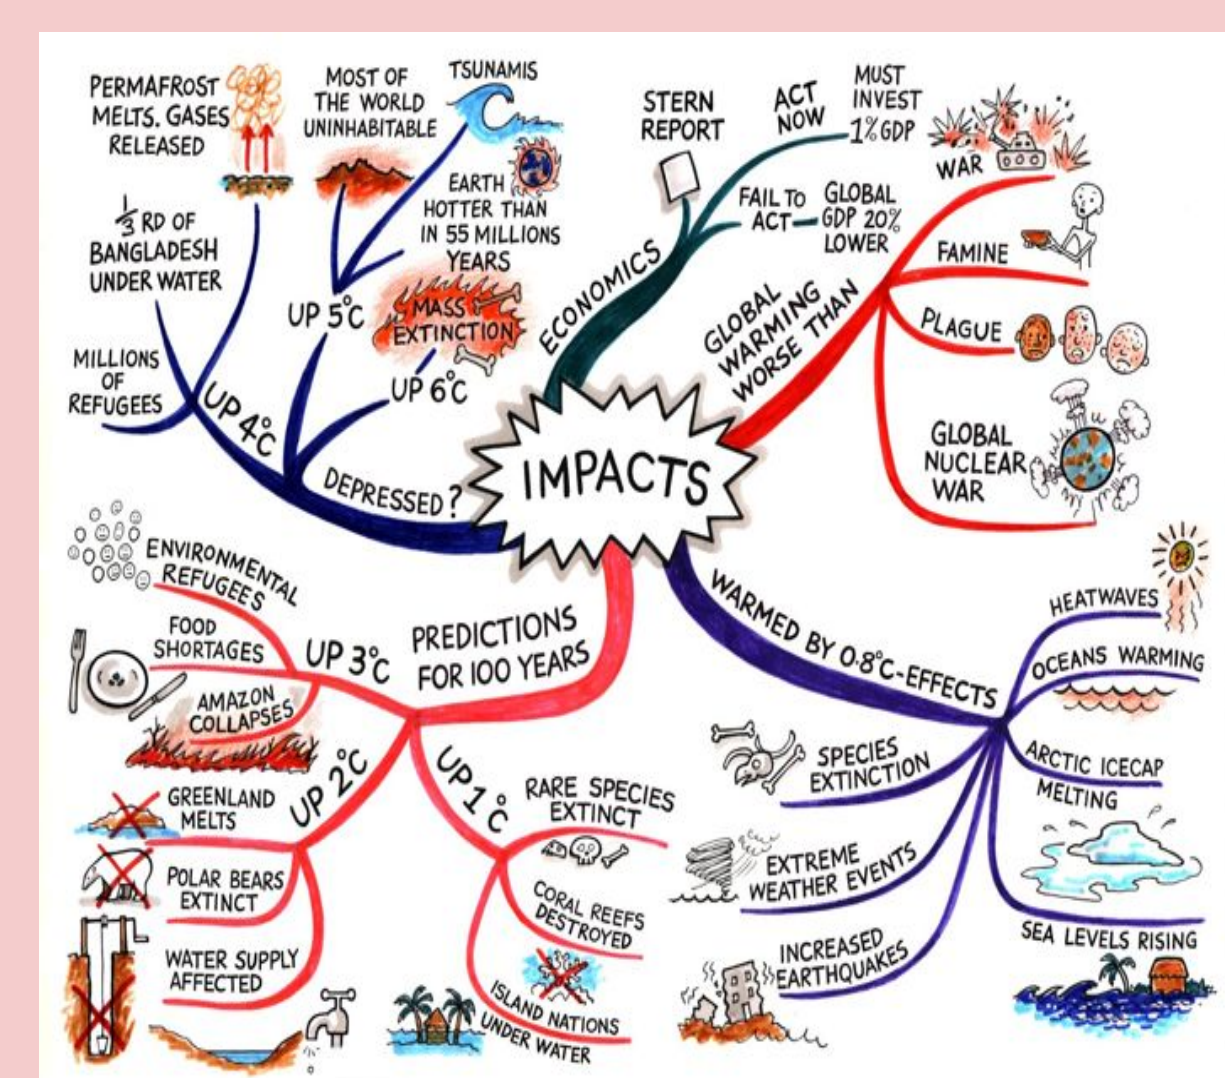 IMPACTS
ECONOMICS
STERN
REPORT
ACT
NOW
MUST
INVEST
1% GDP
FAIL TO
ACT
GLOBAL
GDP 20%
LOWER
GLOBAL
WARMING
WORSE THAN
WAR
FAMINE
PLAGUE
GLOBAL
NUCLEAR
WAR
WARMED BY 0.8°C-EFFECTS
HEATWAVES
OCEANS WARMING
ARCTIC ICECAP
MELTING
SEA LEVELS RISING
SPECIES
EXTINCTION
EXTREME
WEATHER EVENTS
INCREASED
EARTHQUAKES
PREDICTIONS
FOR 100 YEARS
UP 1°C
RARE SPECIES
EXTINCT
CORAL REEFS
DESTROYED
ISLAND NATIONS
UNDER WATER
UP 2°C
GREENLAND
MELTS
POLAR BEARS
EXTINCT
WATER SUPPLY
AFFECTED
UP 3°C
ENVIRONMENTAL
REFUGEES
FOOD
SHORTAGES
AMAZON
COLLAPSES
DEPRESSED?
UP 4°C
MILLIONS
OF
REFUGEES
1/3 RD OF
BANGLADESH
UNDER WATER
PERMAFROST
MELTS. GASES
RELEASED
UP 5°C
MOST OF
THE WORLD
UNINHABITABLE
TSUNAMIS
EARTH
HOTTER THAN
IN 55 MILLIONS
YEARS
UP 6°C
MASS
EXTINCTION